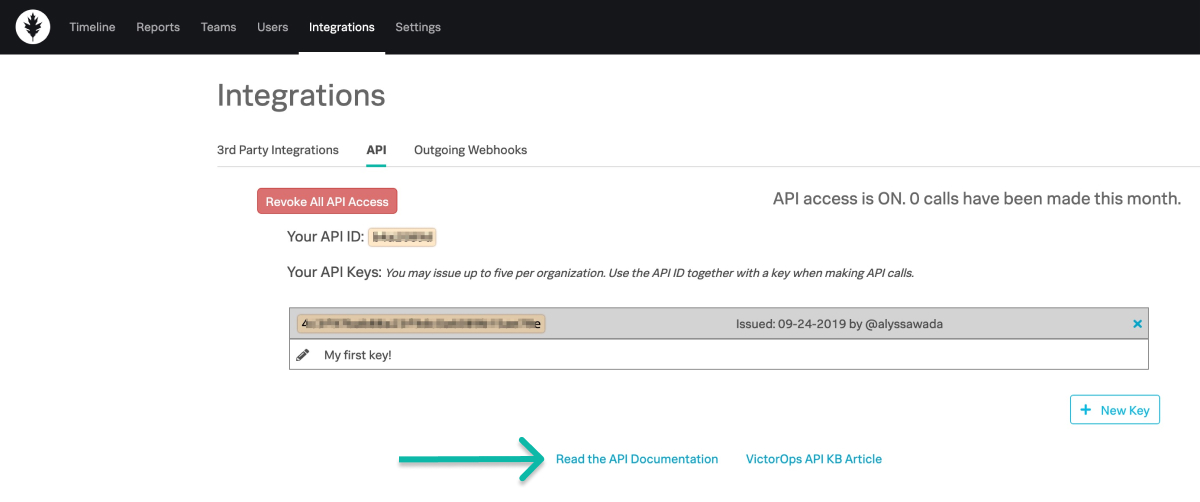 Timeline Reports Teams Users Integrations Settings
Integrations
3rd Party Integrations API Outgoing Webhooks
Revoke All API Access
API access is ON. 0 calls have been made this month.
Your API ID:
Your API Keys: You may issue up to five per organization. Use the API ID together with a key when making API calls.
Issued: 09-24-2019 by @alyssawada
My first key!
+ New Key
Read the API Documentation VictorOps API KB Article